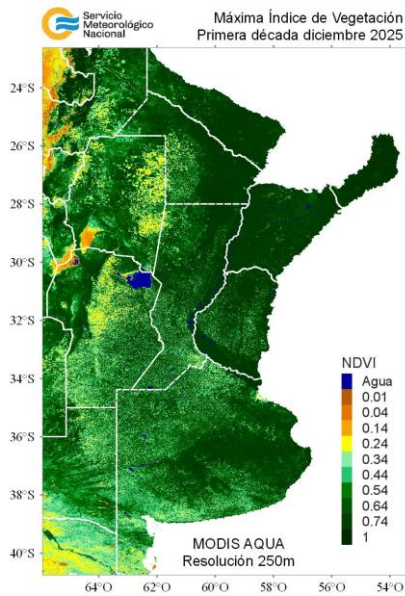 Servicio
Meteorológico
Nacional
Máxima Índice de Vegetación
Primera década diciembre 2025
24°S
26°S
28°S
30°S
32°S
34°S
36°S
38°S
40°S
NDVI
Agua
0.01
0.04
0.14
0.24
0.34
0.44
0.54
0.64
0.74
1
MODIS AQUA
Resolución 250m
64°O 62°O 60°O 58°O 56°O 54°O